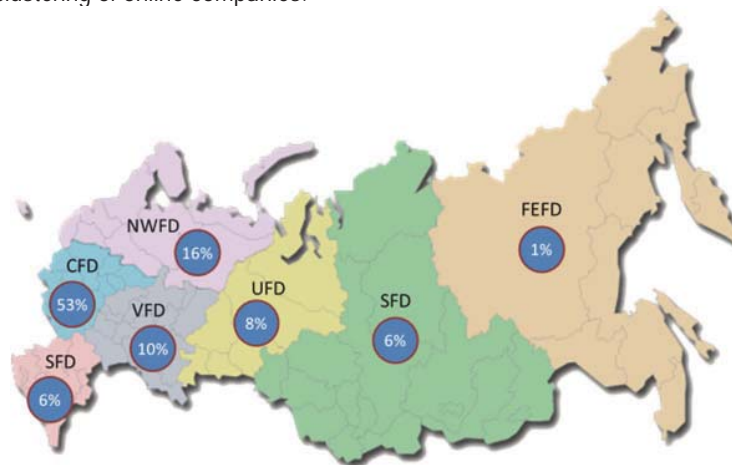 clustering of online companies.
NWFD
16%
FEFD
1%
CFD
53%
VFD
10%
UFD
8%
SFD
6%
SFD
6%